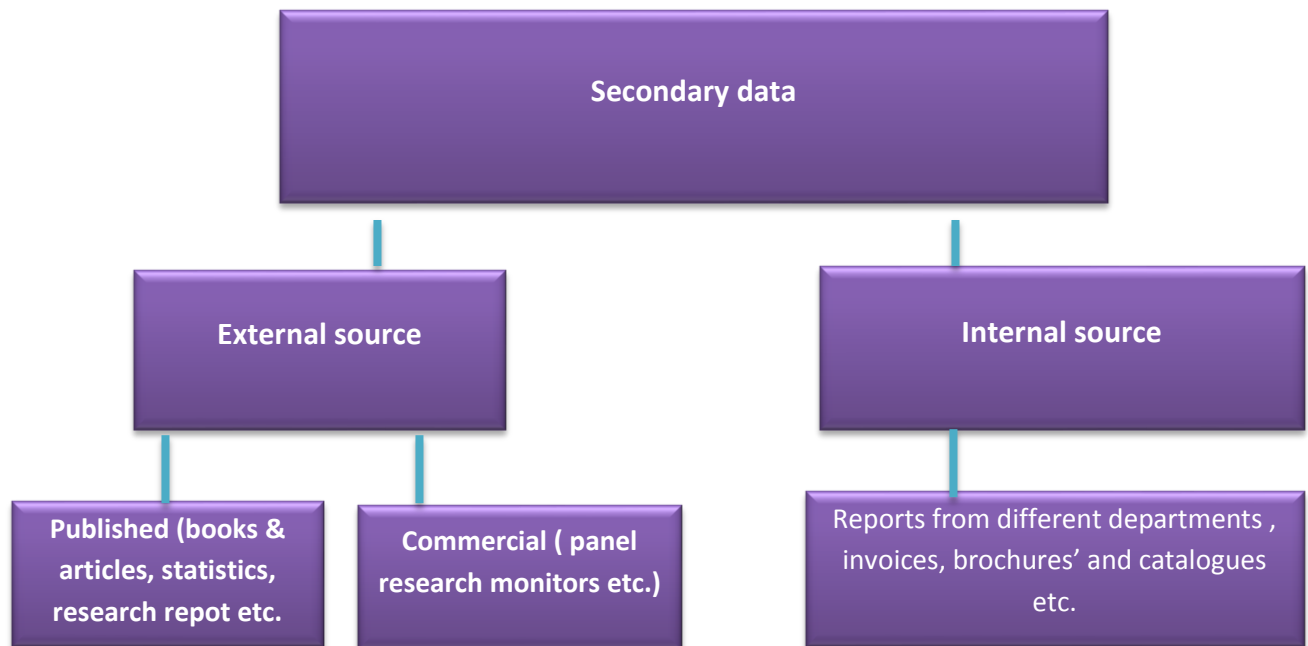 Secondary data
External source
Internal source
Published (books &
articles, statistics,
research repot etc.
Commercial ( panel
research monitors etc.)
Reports from different departments ,
invoices, brochures’ and catalogues
etc.